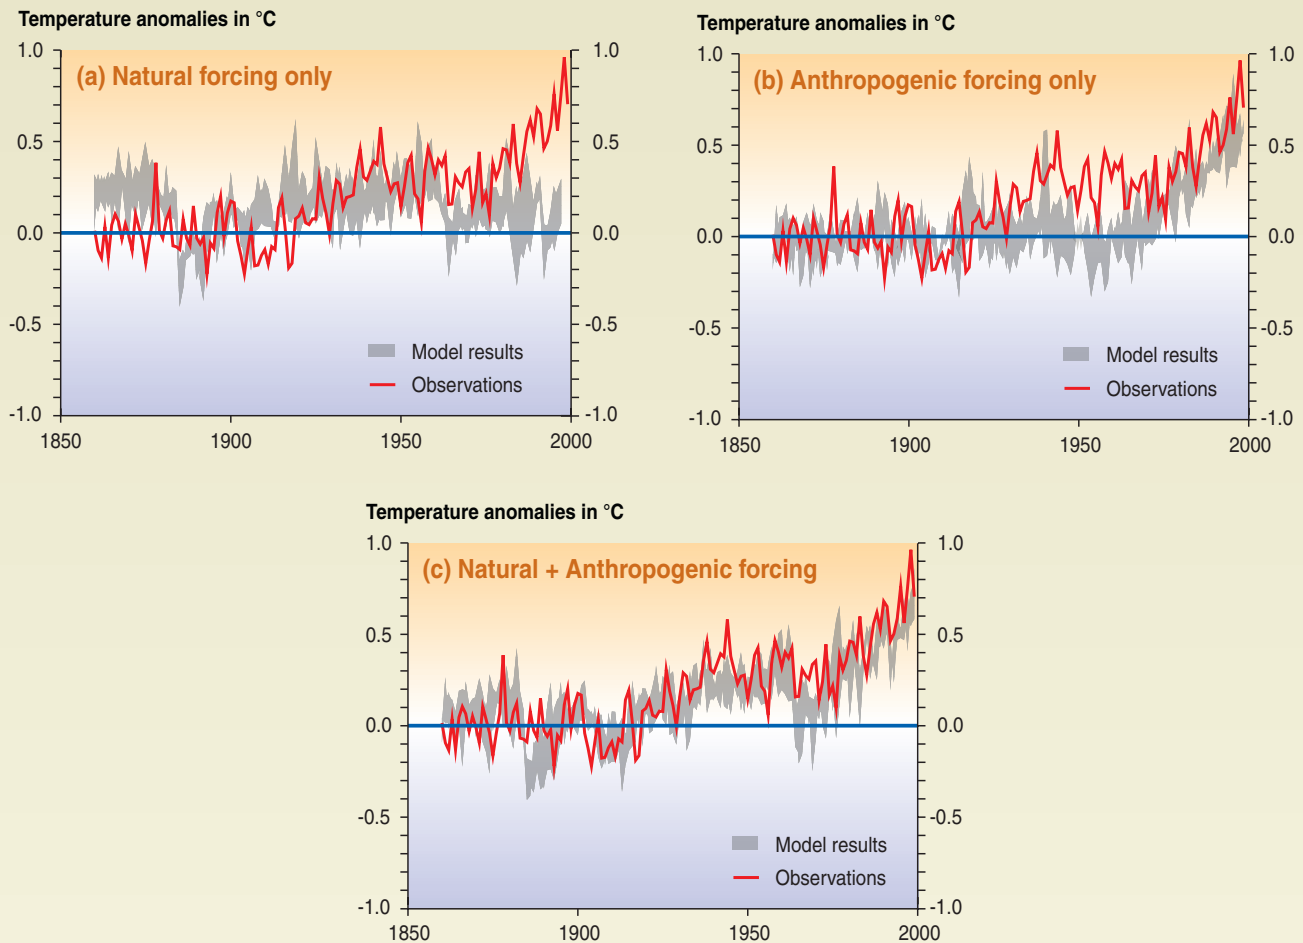 Temperature anomalies in °C
1.0 1.0
(a) Natural forcing only
0.5 0.5
0.0 0.0
-0.5 -0.5
Model results
Observations
-1.0 -1.0
1850 1900 1950 2000
Temperature anomalies in °C
1.0 1.0
(b) Anthropogenic forcing only
0.5 0.5
0.0 0.0
-0.5 -0.5
Model results
Observations
-1.0 -1.0
1850 1900 1950 2000
Temperature anomalies in °C
1.0 1.0
(c) Natural + Anthropogenic forcing
0.5 0.5
0.0 0.0
-0.5 -0.5
Model results
Observations
-1.0 -1.0
1850 1900 1950 2000